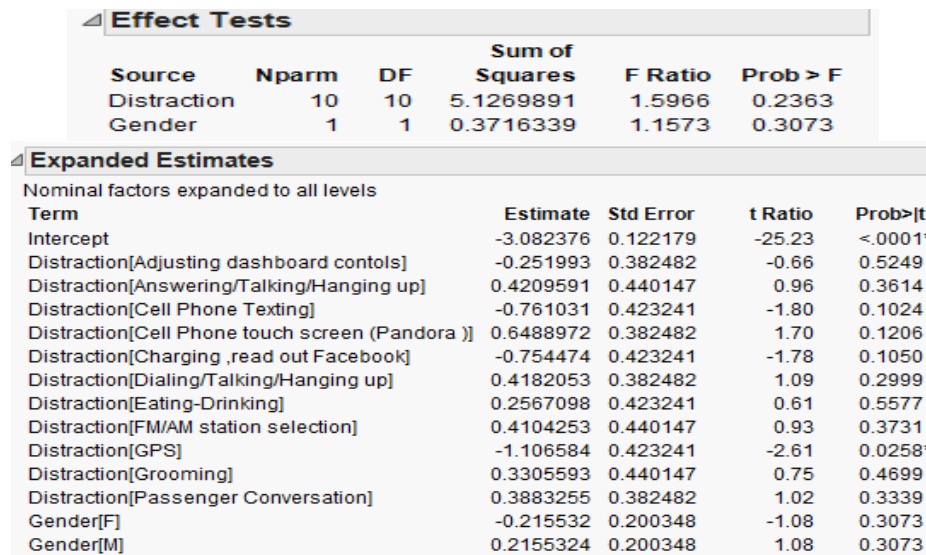 Effect Tests
Sum of
Source Nparm DF Squares F Ratio Prob > F
Distraction 10 10 5.1269891 1.5966 0.2363
Gender 1 1 0.3716339 1.1573 0.3073
Expanded Estimates
Nominal factors expanded to all levels
Term Estimate Std Error t Ratio Prob>|t
Intercept -3.082376 0.122179 -25.23 <.0001*
Distraction[Adjusting dashboard contols] -0.251993 0.382482 -0.66 0.5249
Distraction[Answering/Talking/Hanging up] 0.4209591 0.440147 0.96 0.3614
Distraction[Cell Phone Texting] -0.761031 0.423241 -1.80 0.1024
Distraction[Cell Phone touch screen (Pandora )] 0.6488972 0.382482 1.70 0.1206
Distraction[Charging ,read out Facebook] -0.754474 0.423241 -1.78 0.1050
Distraction[Dialing/Talking/Hanging up] 0.4182053 0.382482 1.09 0.2999
Distraction[Eating-Drinking] 0.2567098 0.423241 0.61 0.5577
Distraction[FM/AM station selection] 0.4104253 0.440147 0.93 0.3731
Distraction[GPS] -1.106584 0.423241 -2.61 0.0258*
Distraction[Grooming] 0.3305593 0.440147 0.75 0.4699
Distraction[Passenger Conversation] 0.3883255 0.382482 1.02 0.3339
Gender[F] -0.215532 0.200348 -1.08 0.3073
Gender[M] 0.2155324 0.200348 1.08 0.3073